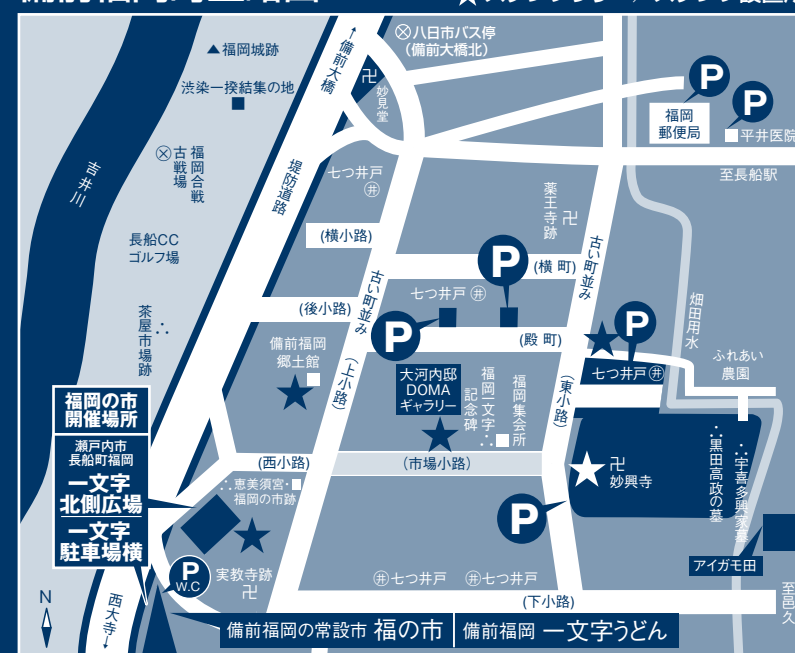 ↑備前大橋
八日市バス停
(備前大橋北)
▲福岡城跡
渋染一揆結集の地
卍
妙見堂
P
P
福岡
郵便局
平井医院
至長船駅
吉井川
福岡合戦
古戦場
堤防道路
七つ井戸
井
薬王寺跡
卍
長船CC
ゴルフ場
(横小路)
古い町並み
P
(横町)
古い町並み
茶屋市場跡
(後小路)
七つ井戸 井
P
(殿町)
P
畑田用水
備前福岡
郷土館
(上小路)
大河内邸
DOMA
ギャラリー
福岡一文字
記念碑
福岡集会所
(東小路)
七つ井戸 井
ふれあい
農園
福岡の市
開催場所
瀬戸内市
長船町福岡
一文字
北側広場
一文字
駐車場横
(西小路)
(市場小路)
恵美須宮・
福岡の市跡
卍
妙興寺
黒田高政の墓
宇喜多興家墓
P
アイガモ田
P
W.C
実教寺跡
卍
井七つ井戸
井七つ井戸
(下小路)
至邑久
N
西大寺→
備前福岡の常設市 福の市
備前福岡 一文字うどん